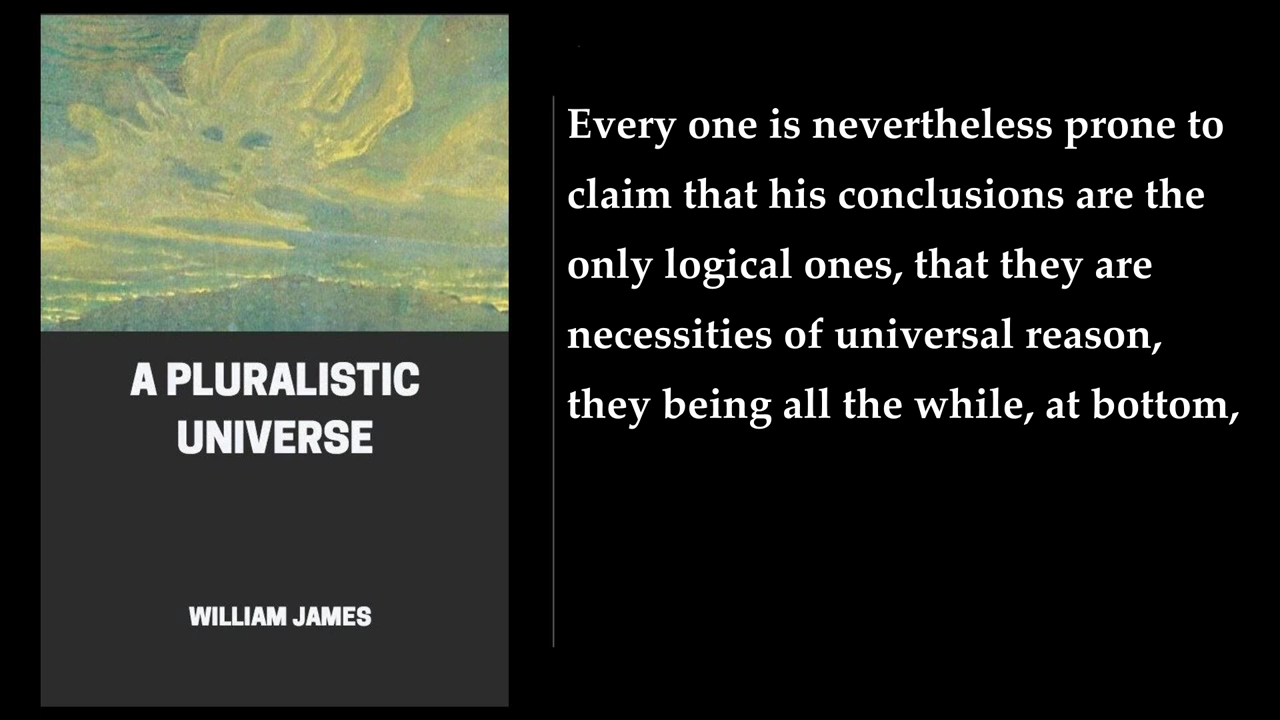 A PLURALISTIC
UNIVERSE
WILLIAM JAMES
Every one is nevertheless prone to
claim that his conclusions are the
only logical ones, that they are
necessities of universal reason,
they being all the while, at bottom,